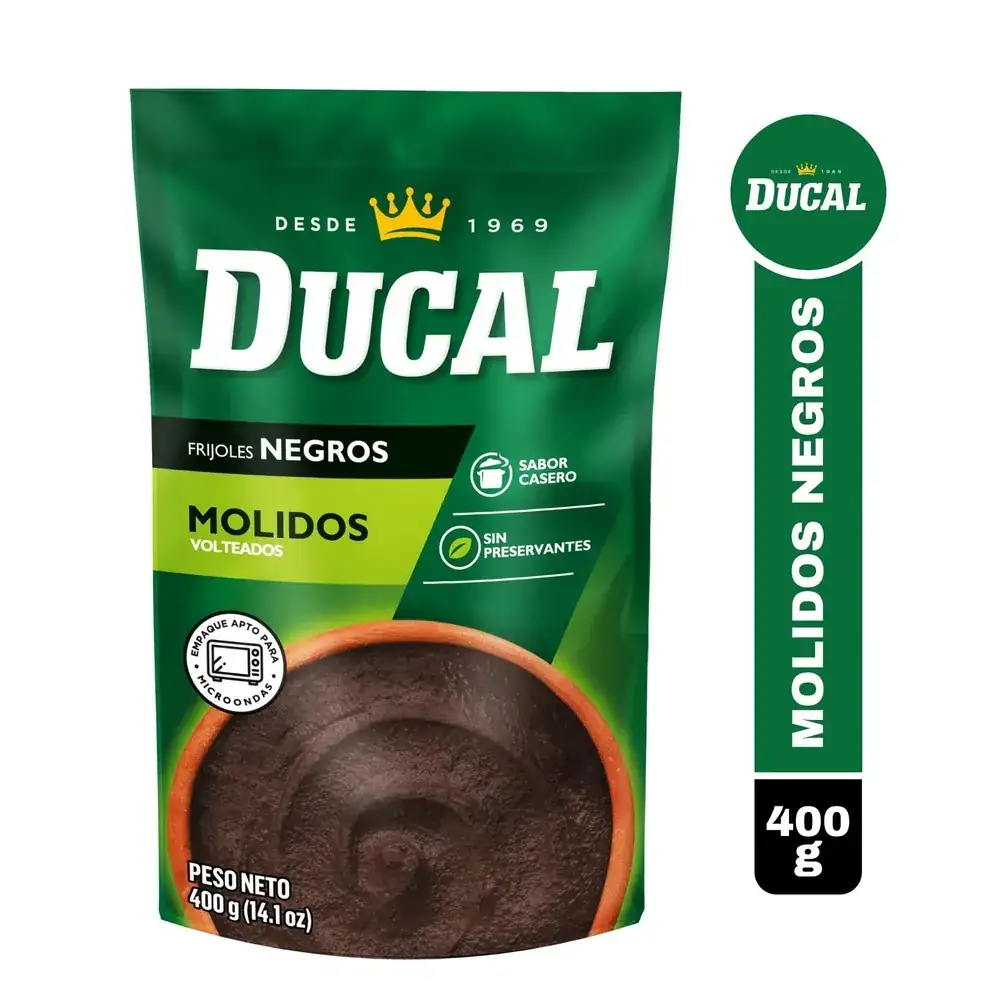 DESDE 1969
DUCAL
FRIJOLES NEGROS
MOLIDOS
VOLTEADOS
SABOR
CASERO
SIN
PRESERVANTES
EMPAQUE APTO PARA
• MICROONDAS •
PESO NETO
400 g (14.1 oz)
DESDE 1969
DUCAL
MOLIDOS NEGROS
400
g